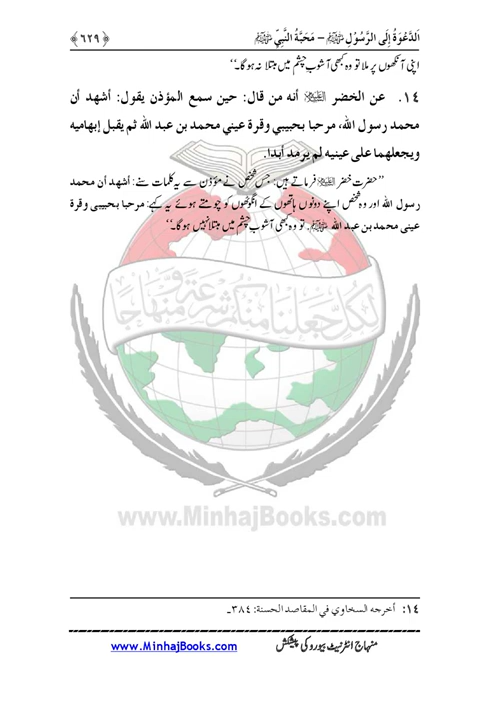 اَلدَّعْوَةُ إِلَی الرَّسُوْلِ ﷺ – مَحَبَّةُ النَّبِيِّ ﷺ ﴿۶۲۹﴾
اپنی آنکھوں پر ملا تو وہ کبھی آشوبِ چشم میں مبتلا نہ ہو گا۔‘‘
١٤. عن الخضر عليه السلام أنه من قال: حين سمع المؤذن يقول: أشهد أن
محمد رسول الله، مرحبا بحبيبي وقرة عيني محمد بن عبد الله ثم يقبل إبهاميه
ويجعلهما على عينيه لم يرمد أبدا.
’’حضرت خضر علیہ السلام فرماتے ہیں: جس شخص نے مؤذن سے یہ کلمات سنے: أشهد أن محمد
رسول الله اور وہ شخص اپنے دونوں ہاتھوں کے انگوٹھوں کو چومتے ہوئے یہ کہے: مرحبا بحبيبي وقرة
عيني محمد بن عبد الله ﷺ، تو وہ کبھی آشوبِ چشم میں مبتلا نہیں ہو گا۔‘‘
لكل جعلنا منكم شرعة و منهاجا
www.MinhajBooks.com
١٤: أخرجه السخاوي في المقاصد الحسنة: ٣٨٤۔
منہاج انٹرنیٹ بیورو کی پیشکش www.MinhajBooks.com